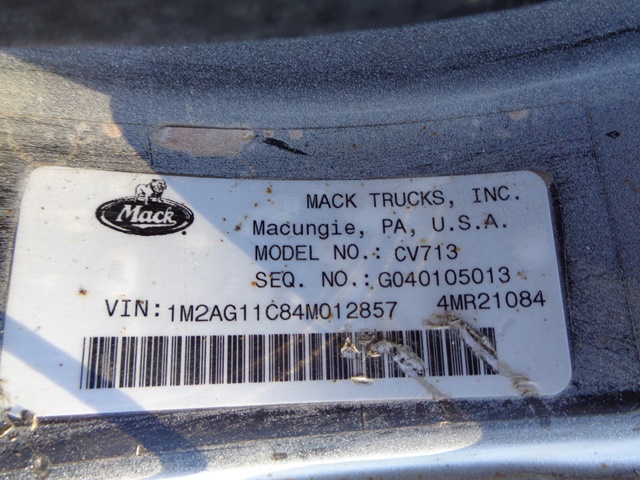 Mack
MACK TRUCKS, INC.
Macungie, PA, U.S.A.
MODEL NO.: CV713
SEQ. NO.: G040105013
VIN: 1M2AG11C84M012857 4MR21084